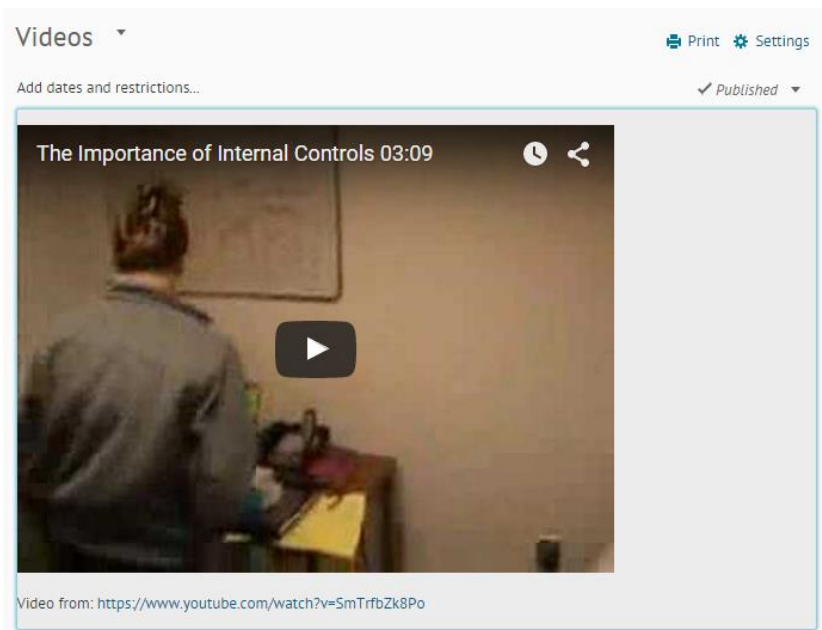 Videos
Print Settings
Add dates and restrictions...
Published
The Importance of Internal Controls 03:09
Video from: https://www.youtube.com/watch?v=SmTrfbZk8Po